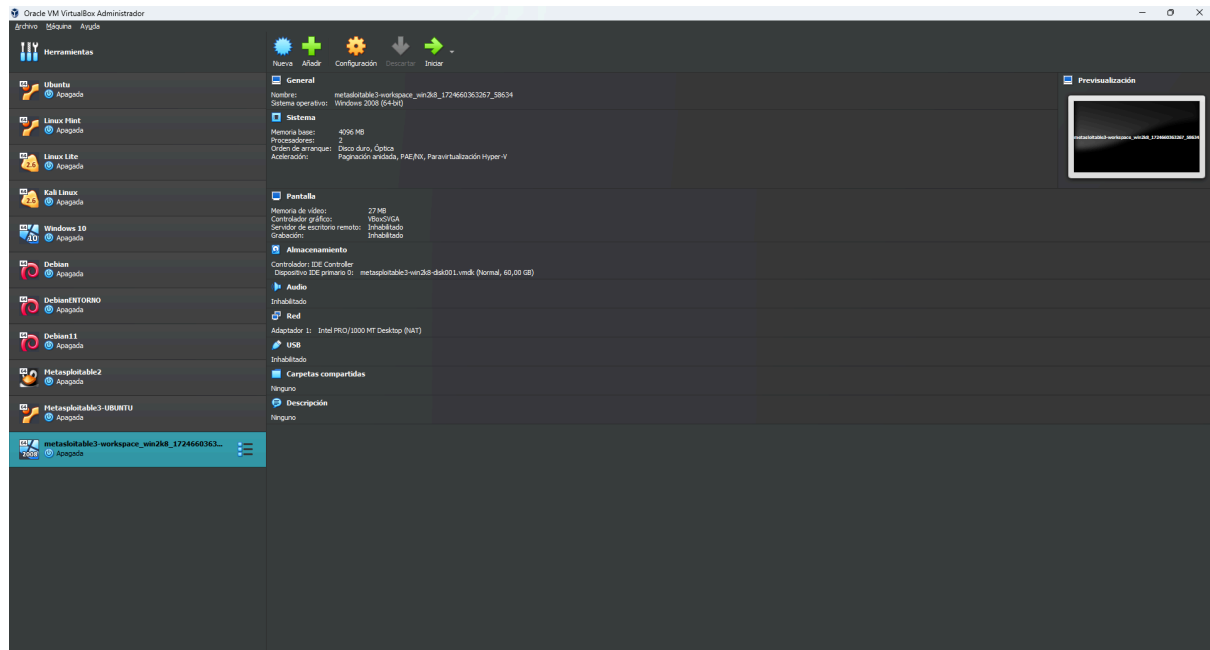 Oracle VM VirtualBox Administrador
Archivo Máquina Ayuda
Herramientas
Ubuntu
Apagada
Linux Mint
Apagada
Linux Lite
Apagada
Kali Linux
Apagada
Windows 10
Apagada
Debian
Apagada
DebianENTORNO
Apagada
Debian11
Apagada
Metasploitable2
Apagada
Metasploitable3-UBUNTU
Apagada
metasloitable3-workspace_win2k8_1724660363...
Apagada
Nueva Añadir Configuración Descartar Iniciar
General
Nombre: metasloitable3-workspace_win2k8_1724660363267_58634
Sistema operativo: Windows 2008 (64-bit)
Sistema
Memoria base: 4096 MB
Procesadores: 2
Orden de arranque: Disco duro, Óptica
Aceleración: Paginación anidada, PAE/NX, Paravirtualización Hyper-V
Pantalla
Memoria de vídeo: 27 MB
Controlador gráfico: VBoxSVGA
Servidor de escritorio remoto: Inhabilitado
Grabación: Inhabilitado
Almacenamiento
Controlador: IDE Controller
Dispositivo IDE primario 0: metasploitable3-win2k8-disk001.vmdk (Normal, 60,00 GB)
Audio
Inhabilitado
Red
Adaptador 1: Intel PRO/1000 MT Desktop (NAT)
USB
Inhabilitado
Carpetas compartidas
Ninguno
Descripción
Ninguno
Previsualización
metasloitable3-workspace_win2k8_1724660363267_58634